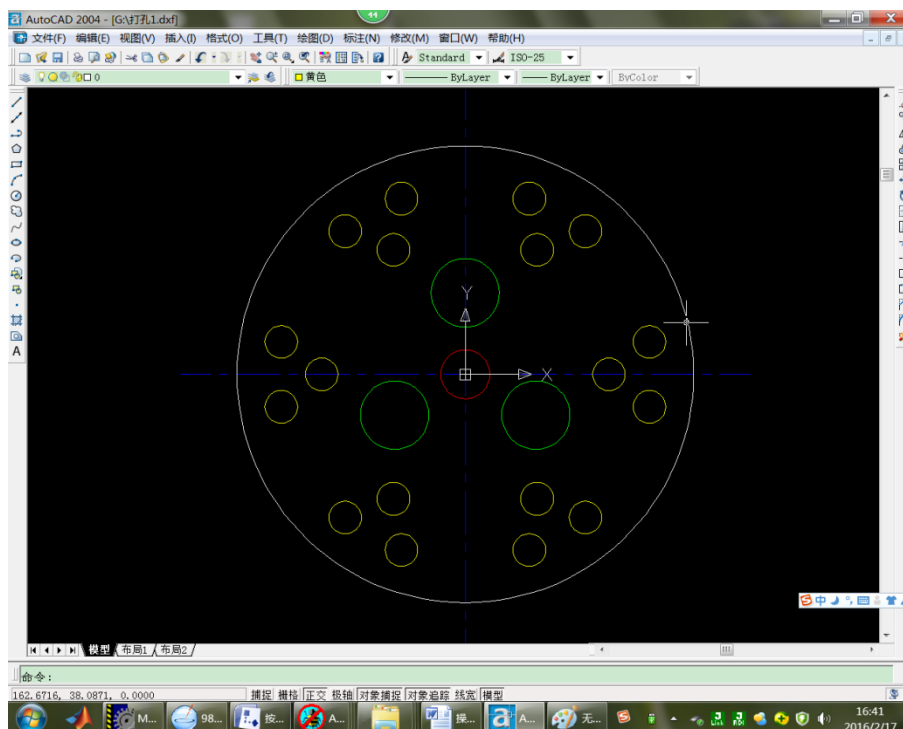 AutoCAD 2004 - [G:\打孔1.dxf]
44
文件(F) 编辑(E) 视图(V) 插入(I) 格式(O) 工具(T) 绘图(D) 标注(N) 修改(M) 窗口(W) 帮助(H)
Standard ISO-25
0 黄色 ByLayer ByLayer ByColor
Y
X
A
中
模型 布局1 布局2
命令:
162.6716, 38.0871, 0.0000 捕捉 栅格 正交 极轴 对象捕捉 对象追踪 线宽 模型
M... 98... 按... A... 操... A... 无...
16:41
2016/2/17